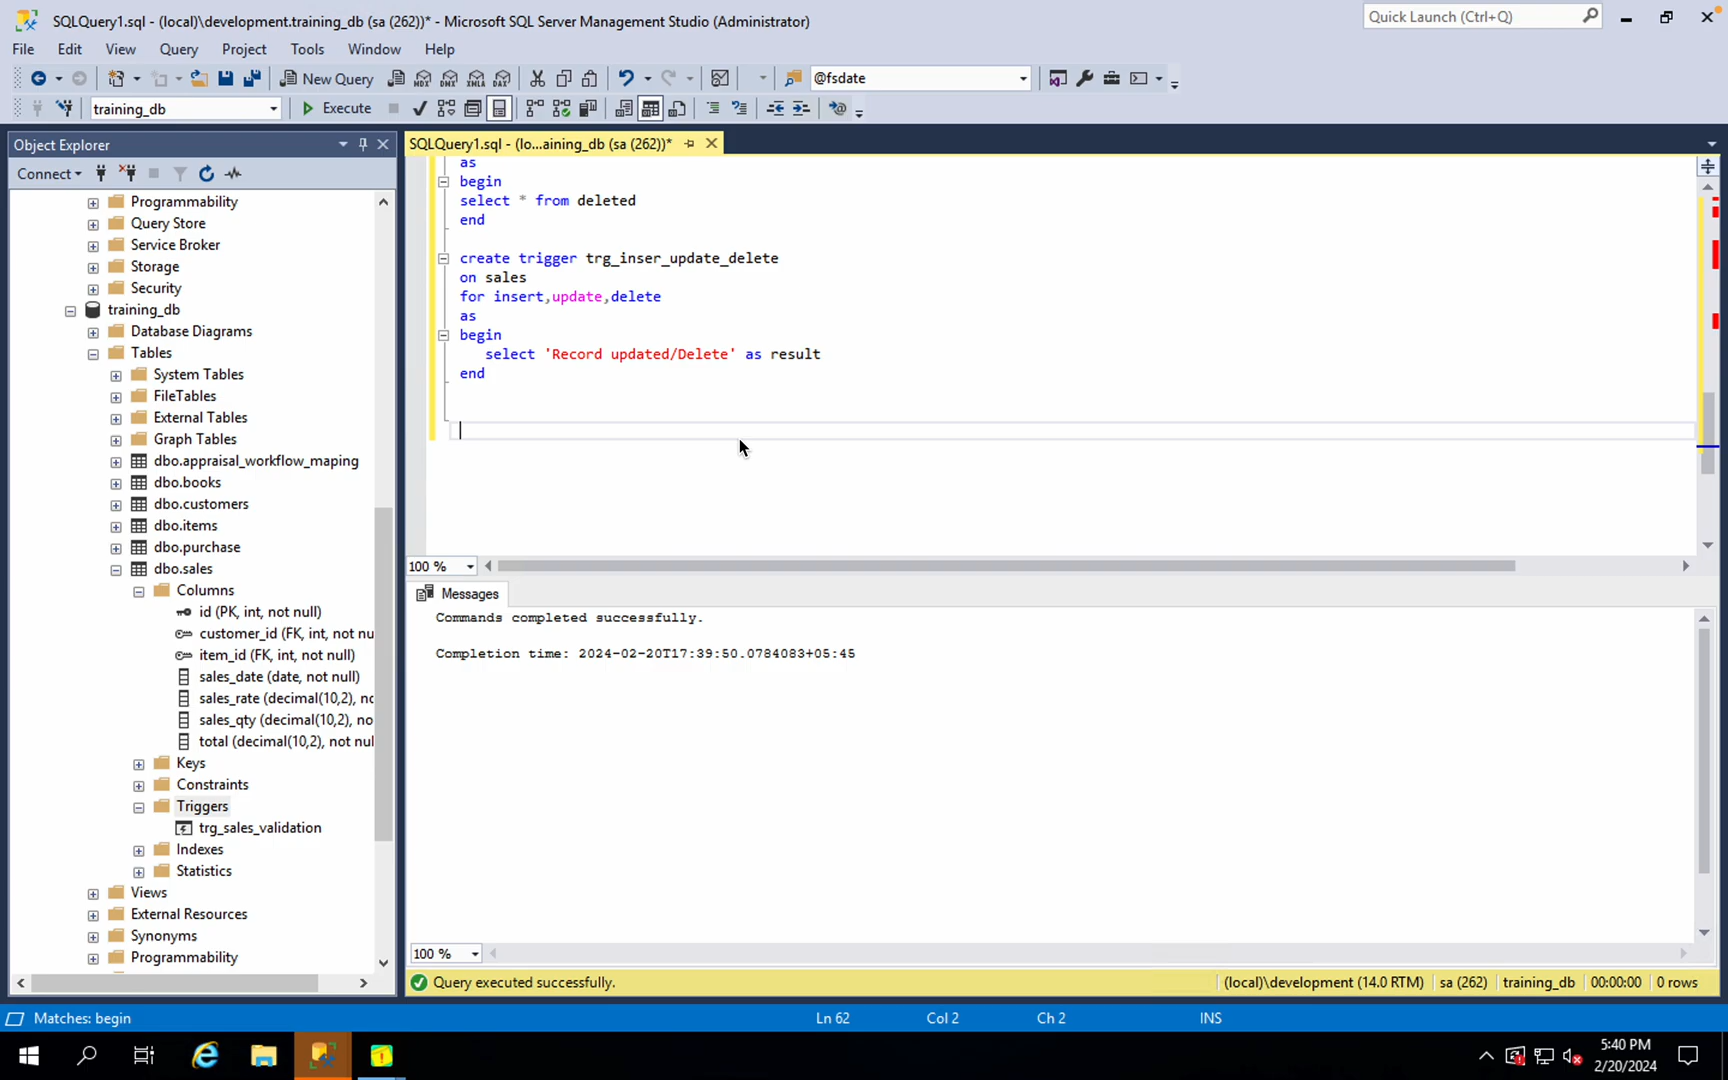 SQLQuery1.sql - (local)\development.training_db (sa (262))* - Microsoft SQL Server Management Studio (Administrator)
Quick Launch (Ctrl+Q)
File Edit View Query Project Tools Window Help
New Query
@fsdate
training_db
Execute
Object Explorer
SQLQuery1.sql - (lo...aining_db (sa (262))*
Connect
Programmability
Query Store
Service Broker
Storage
Security
training_db
Database Diagrams
Tables
System Tables
FileTables
External Tables
Graph Tables
dbo.appraisal_workflow_maping
dbo.books
dbo.customers
dbo.items
dbo.purchase
dbo.sales
Columns
id (PK, int, not null)
customer_id (FK, int, not nu
item_id (FK, int, not null)
sales_date (date, not null)
sales_rate (decimal(10,2), nc
sales_qty (decimal(10,2), no
total (decimal(10,2), not nul
Keys
Constraints
Triggers
trg_sales_validation
Indexes
Statistics
Views
External Resources
Synonyms
Programmability
as
begin
select * from deleted
end
create trigger trg_inser_update_delete
on sales
for insert,update,delete
as
begin
select 'Record updated/Delete' as result
end
100 %
Messages
Commands completed successfully.
Completion time: 2024-02-20T17:39:50.0784083+05:45
100 %
Query executed successfully.
(local)\development (14.0 RTM) sa (262) training_db 00:00:00 0 rows
Matches: begin
Ln 62 Col 2 Ch 2 INS
5:40 PM
2/20/2024